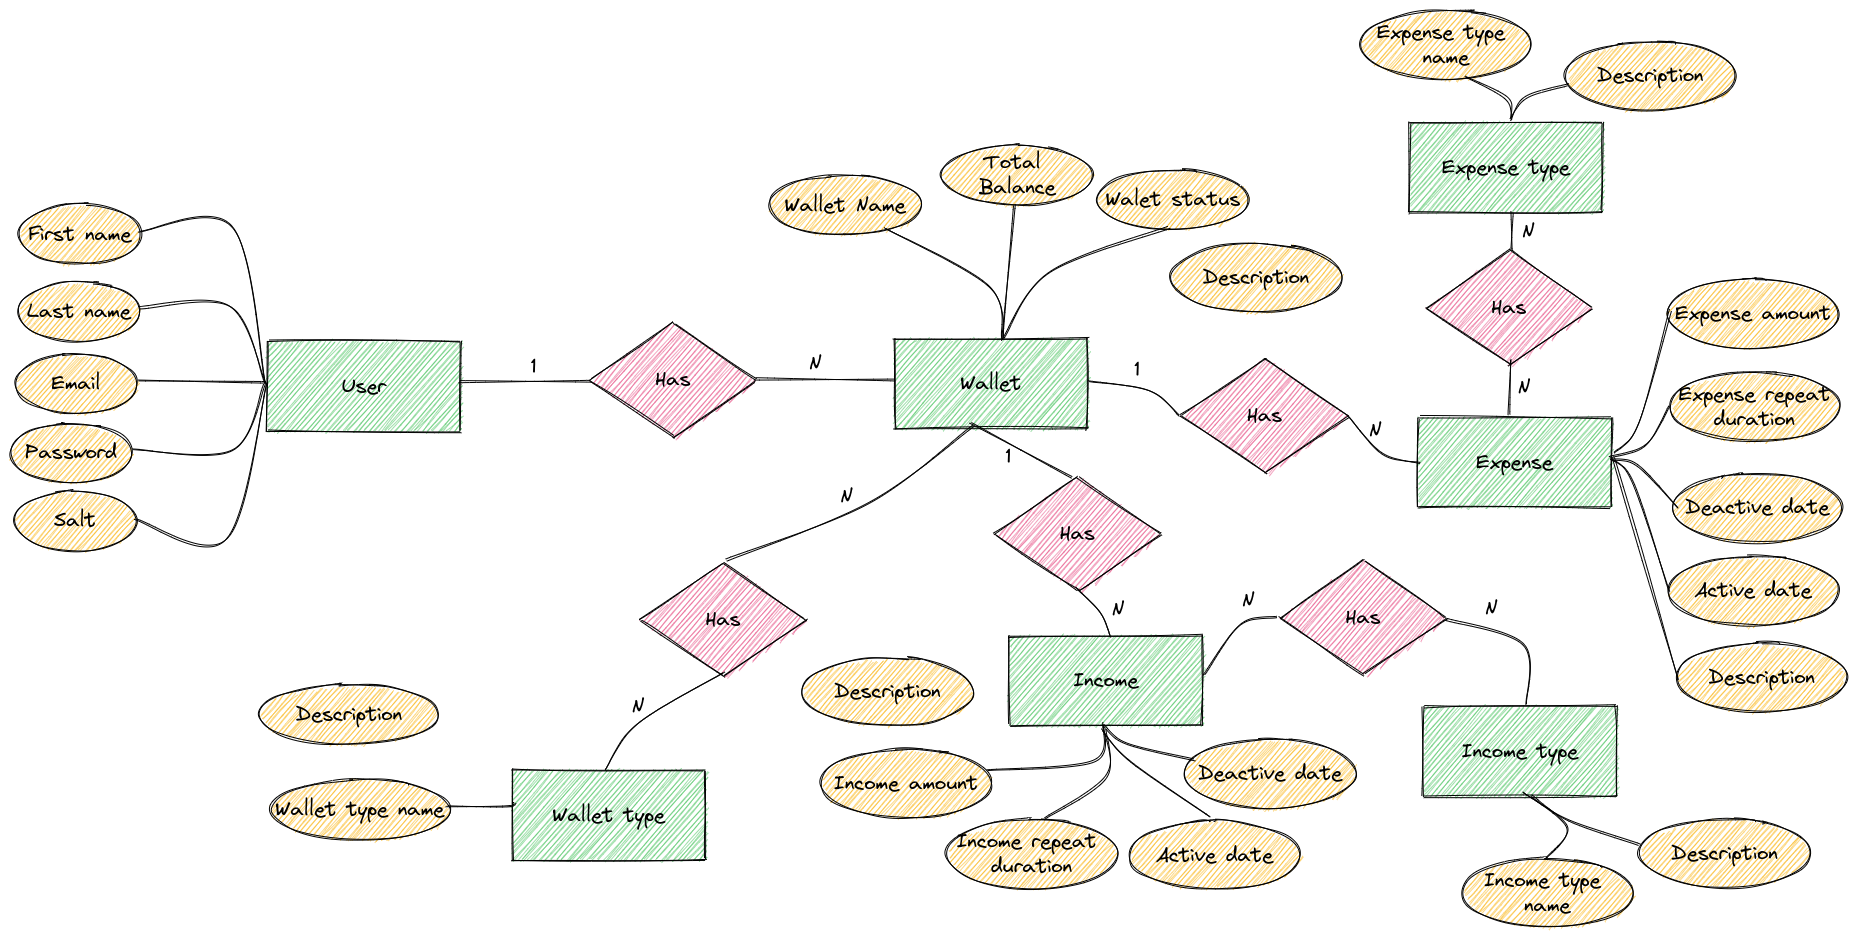 Expense type
name
Description
Expense type
N
Has
N
Total
Balance
Wallet Name
Walet status
Description
First name
Last name
Email
Password
Salt
User
1
Has
N
Wallet
1
Has
N
Expense
Expense amount
Expense repeat
duration
Deactive date
Active date
Description
N
Has
N
1
Has
N
Description
Wallet type name
Wallet type
Income
Description
Income amount
Income repeat
duration
Active date
Deactive date
N
Has
N
Income type
Income type
name
Description